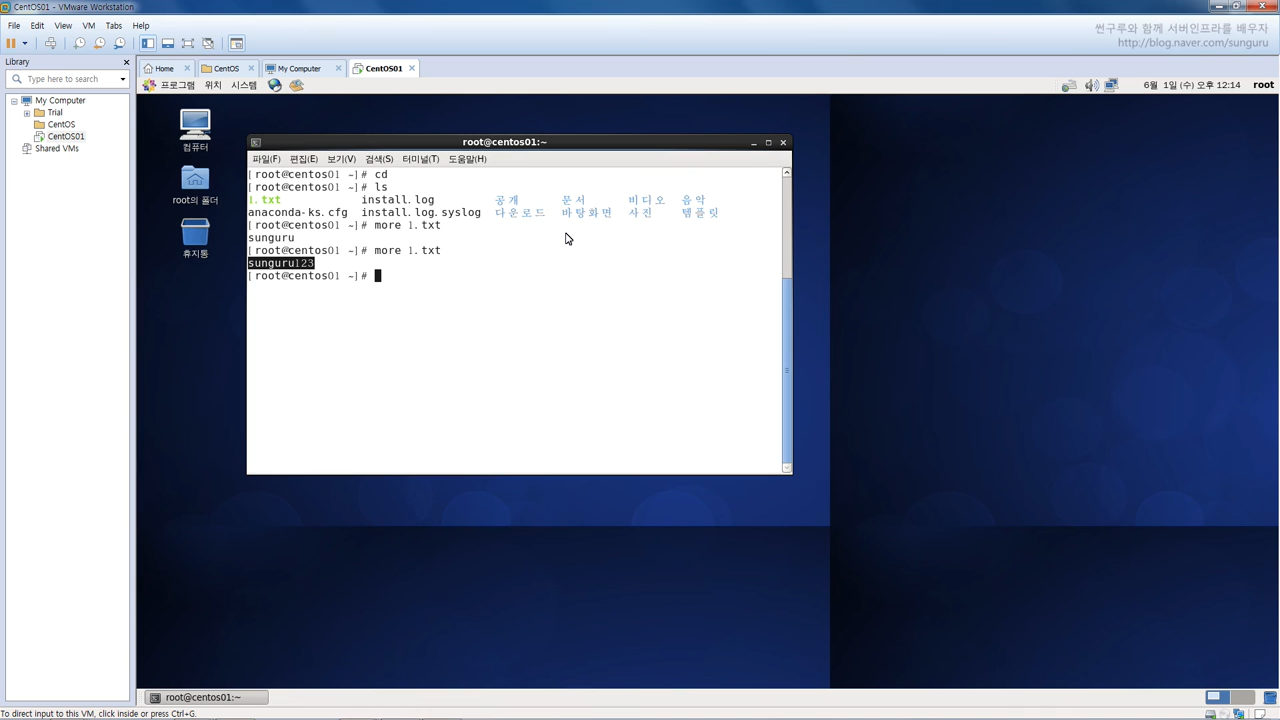 CentOS01 - VMware Workstation
File Edit View VM Tabs Help
썬구루와 함께 서버인프라를 배우자
http://blog.naver.com/sunguru
Library
Type here to search
My Computer
Trial
CentOS
CentOS01
Shared VMs
Home CentOS My Computer CentOS01
프로그램 위치 시스템 6월 1일 (수) 오후 12:14 root
컴퓨터
root의 폴더
휴지통
root@centos01:~
파일(F) 편집(E) 보기(V) 검색(S) 터미널(T) 도움말(H)
[root@centos01 ~]# cd
[root@centos01 ~]# ls
1.txt install.log 공개 문서 비디오 음악
anaconda-ks.cfg install.log.syslog 다운로드 바탕화면 사진 템플릿
[root@centos01 ~]# more 1.txt
sunguru
[root@centos01 ~]# more 1.txt
sunguru123
[root@centos01 ~]#
root@centos01:~
To direct input to this VM, click inside or press Ctrl+G.